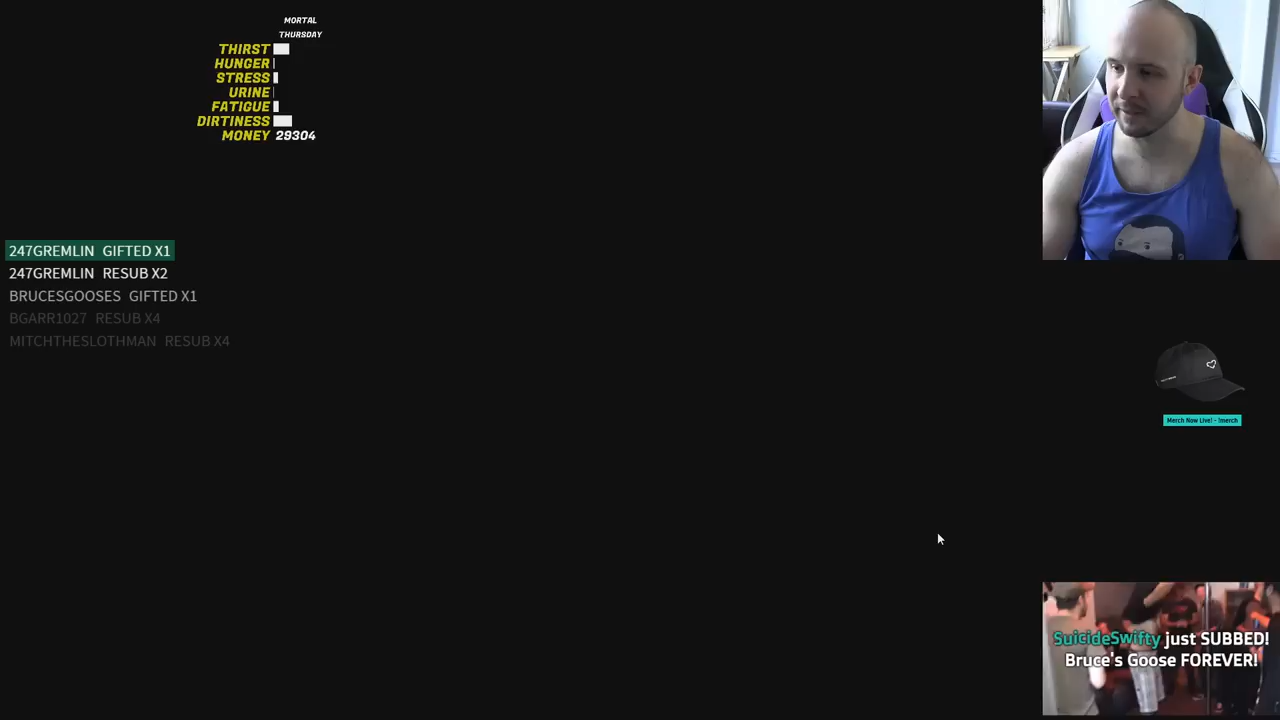 MORTAL
THURSDAY
THIRST
HUNGER
STRESS
URINE
FATIGUE
DIRTINESS
MONEY 29304
247GREMLIN GIFTED X1
247GREMLIN RESUB X2
BRUCESGOOSES GIFTED X1
BGARR1027 RESUB X4
MITCHTHESLOTHMAN RESUB X4
Merch Now Live! - !merch
SuicideSwifty just SUBBED!
Bruce's Goose FOREVER!